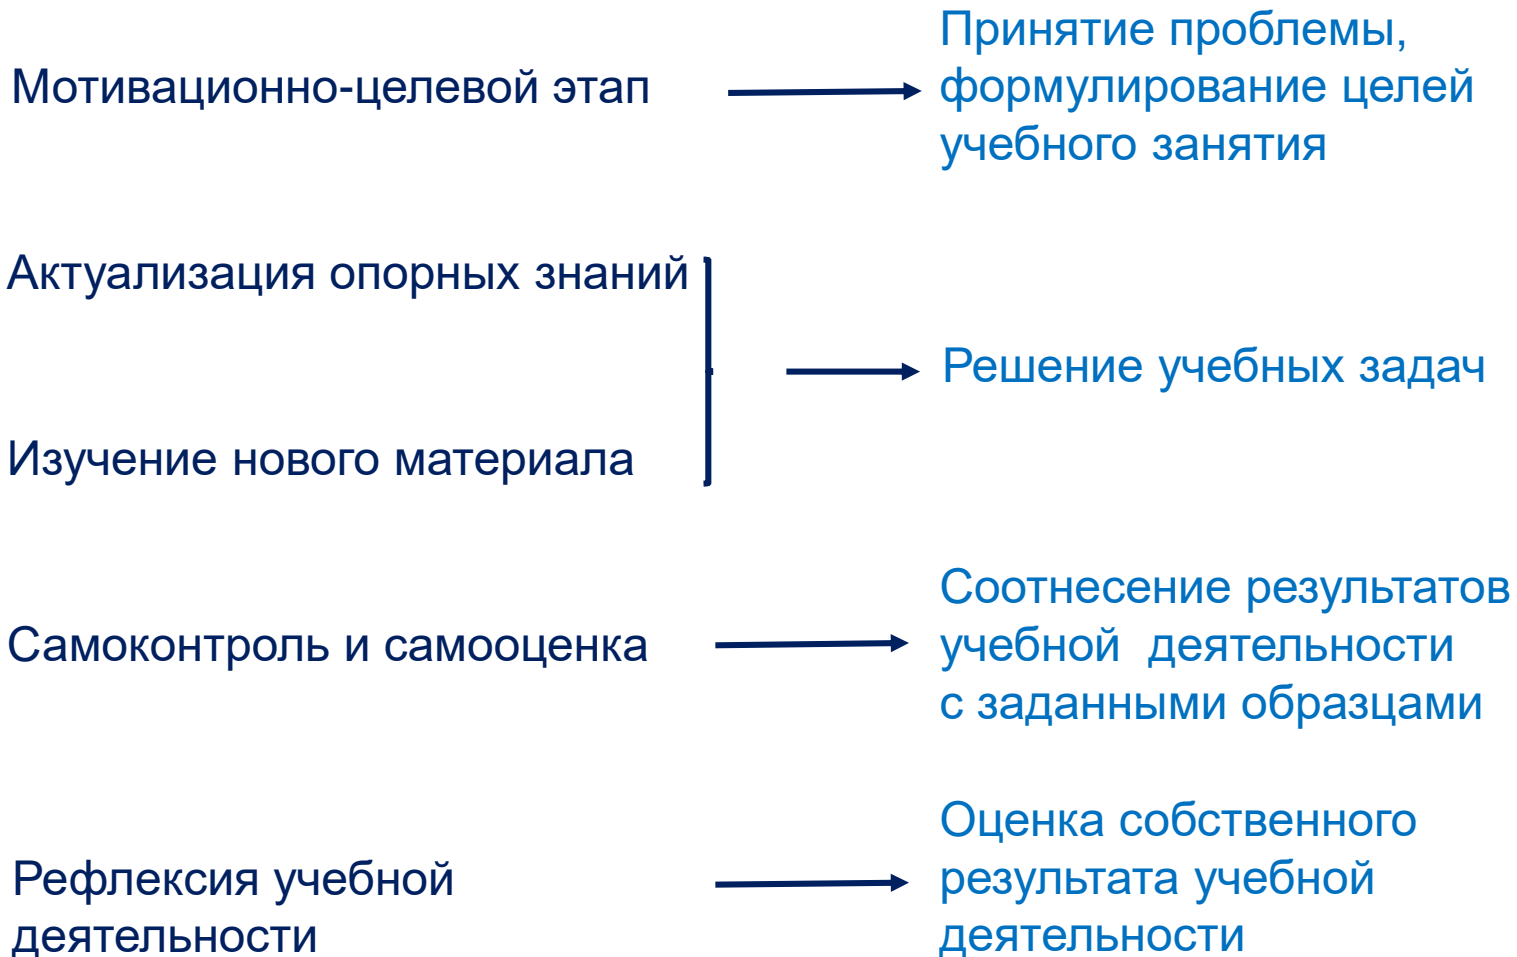 Мотивационно-целевой этап
Принятие проблемы,
формулирование целей
учебного занятия
Актуализация опорных знаний
Изучение нового материала
Решение учебных задач
Самоконтроль и самооценка
Соотнесение результатов
учебной  деятельности
с заданными образцами
Рефлексия учебной
деятельности
Оценка собственного
результата учебной
деятельности